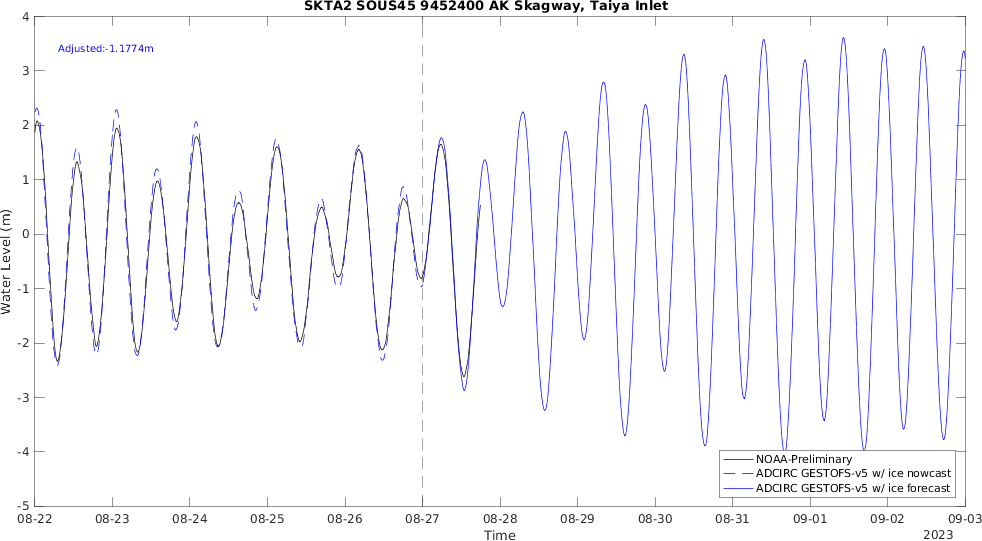 SKTA2 SOUS45 9452400 AK Skagway, Taiya Inlet
Adjusted:-1.1774m
4
3
2
1
0
-1
-2
-3
-4
-5
Water Level (m)
NOAA-Preliminary
ADCIRC GESTOFS-v5 w/ ice nowcast
ADCIRC GESTOFS-v5 w/ ice forecast
08-22 08-23 08-24 08-25 08-26 08-27 08-28 08-29 08-30 08-31 09-01 09-02 09-03
Time
2023